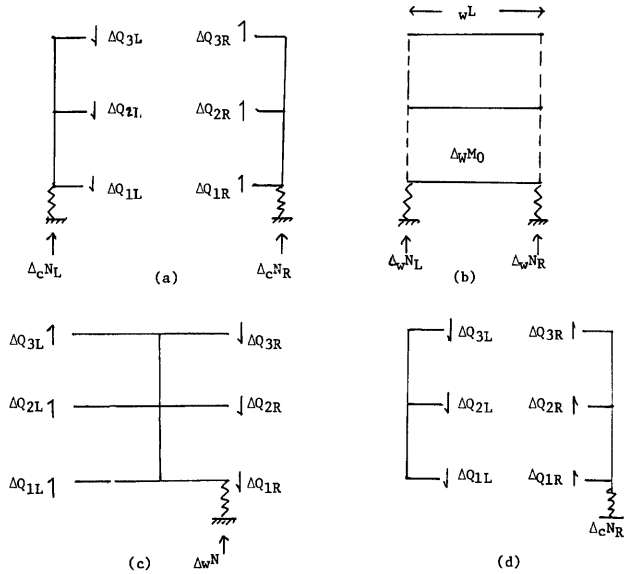 wL
ΔQ3L ΔQ3R
ΔQ2L ΔQ2R
ΔwM0
ΔQ1L ΔQ1R
ΔcNL ΔcNR
(a)
ΔwNL ΔwNR
(b)
ΔQ3L ΔQ3R
ΔQ2L ΔQ2R
ΔQ1L ΔQ1R
ΔwN
(c)
ΔQ3L ΔQ3R
ΔQ2L ΔQ2R
ΔQ1L ΔQ1R
ΔcNR
(d)